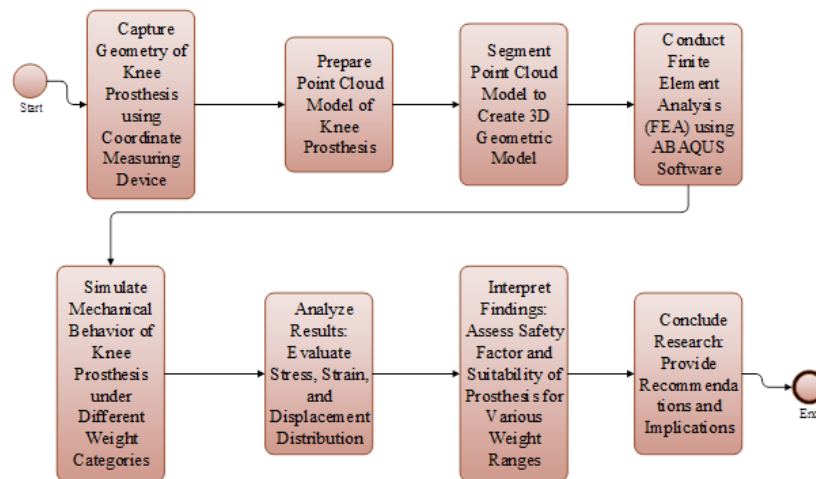 Start
Capture
Geometry of
Knee
Prosthesis using
Coordinate
Measuring
Device
Prepare
Point Cloud
Model of
Knee
Prosthesis
Segment
Point Cloud
Model to
Create 3D
Geometric
Model
Conduct
Finite
Element
Analysis
(FEA) using
ABAQUS
Software
Simulate
Mechanical
Behavior of
Knee
Prosthesis
under
Different
Weight
Categories
Analyze
Results:
Evaluate
Stress, Strain,
and
Displacement
Distribution
Interpret
Findings:
Assess Safety
Factor and
Suitability of
Prosthesis for
Various
Weight
Ranges
Conclude
Research:
Provide
Recommenda
tions and
Implications
End